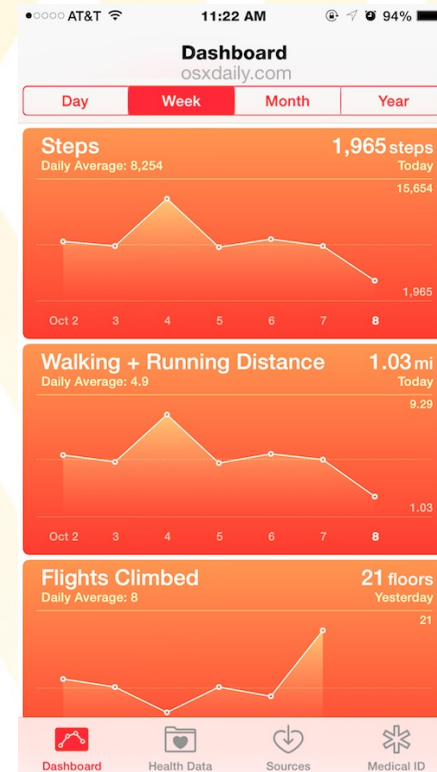 AT&T 11:22 AM 94%
Dashboard
osxdaily.com
Day Week Month Year
Steps 1,965 steps
Daily Average: 8,254 Today
15,654
1,965
Oct 2 3 4 5 6 7 8
Walking + Running Distance 1.03 mi
Daily Average: 4.9 Today
9.29
1.03
Oct 2 3 4 5 6 7 8
Flights Climbed 21 floors
Daily Average: 8 Yesterday
21
Dashboard Health Data Sources Medical ID